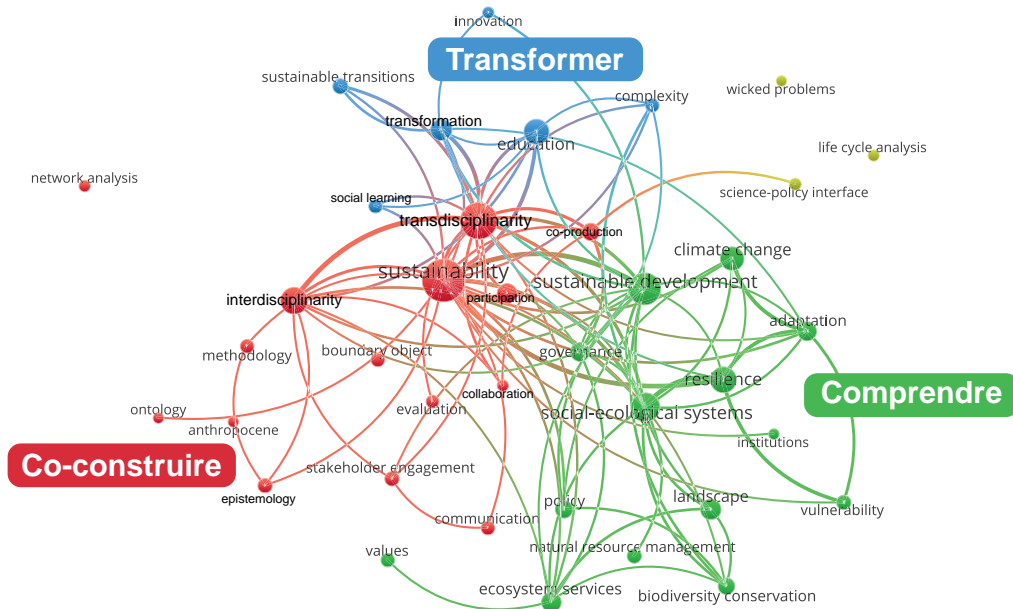 innovation
Transformer
sustainable transitions
wicked problems
complexity
transformation
education
life cycle analysis
network analysis
science-policy interface
social learning
transdisciplinarity
co-production
climate change
sustainability
sustainable development
interdisciplinarity
participation
adaptation
methodology
boundary object
governance
resilience
collaboration
Comprendre
ontology
evaluation
social-ecological systems
anthropocene
institutions
Co-construire
stakeholder engagement
epistemology
policy
landscape
vulnerability
communication
values
natural resource management
ecosystem services
biodiversity conservation